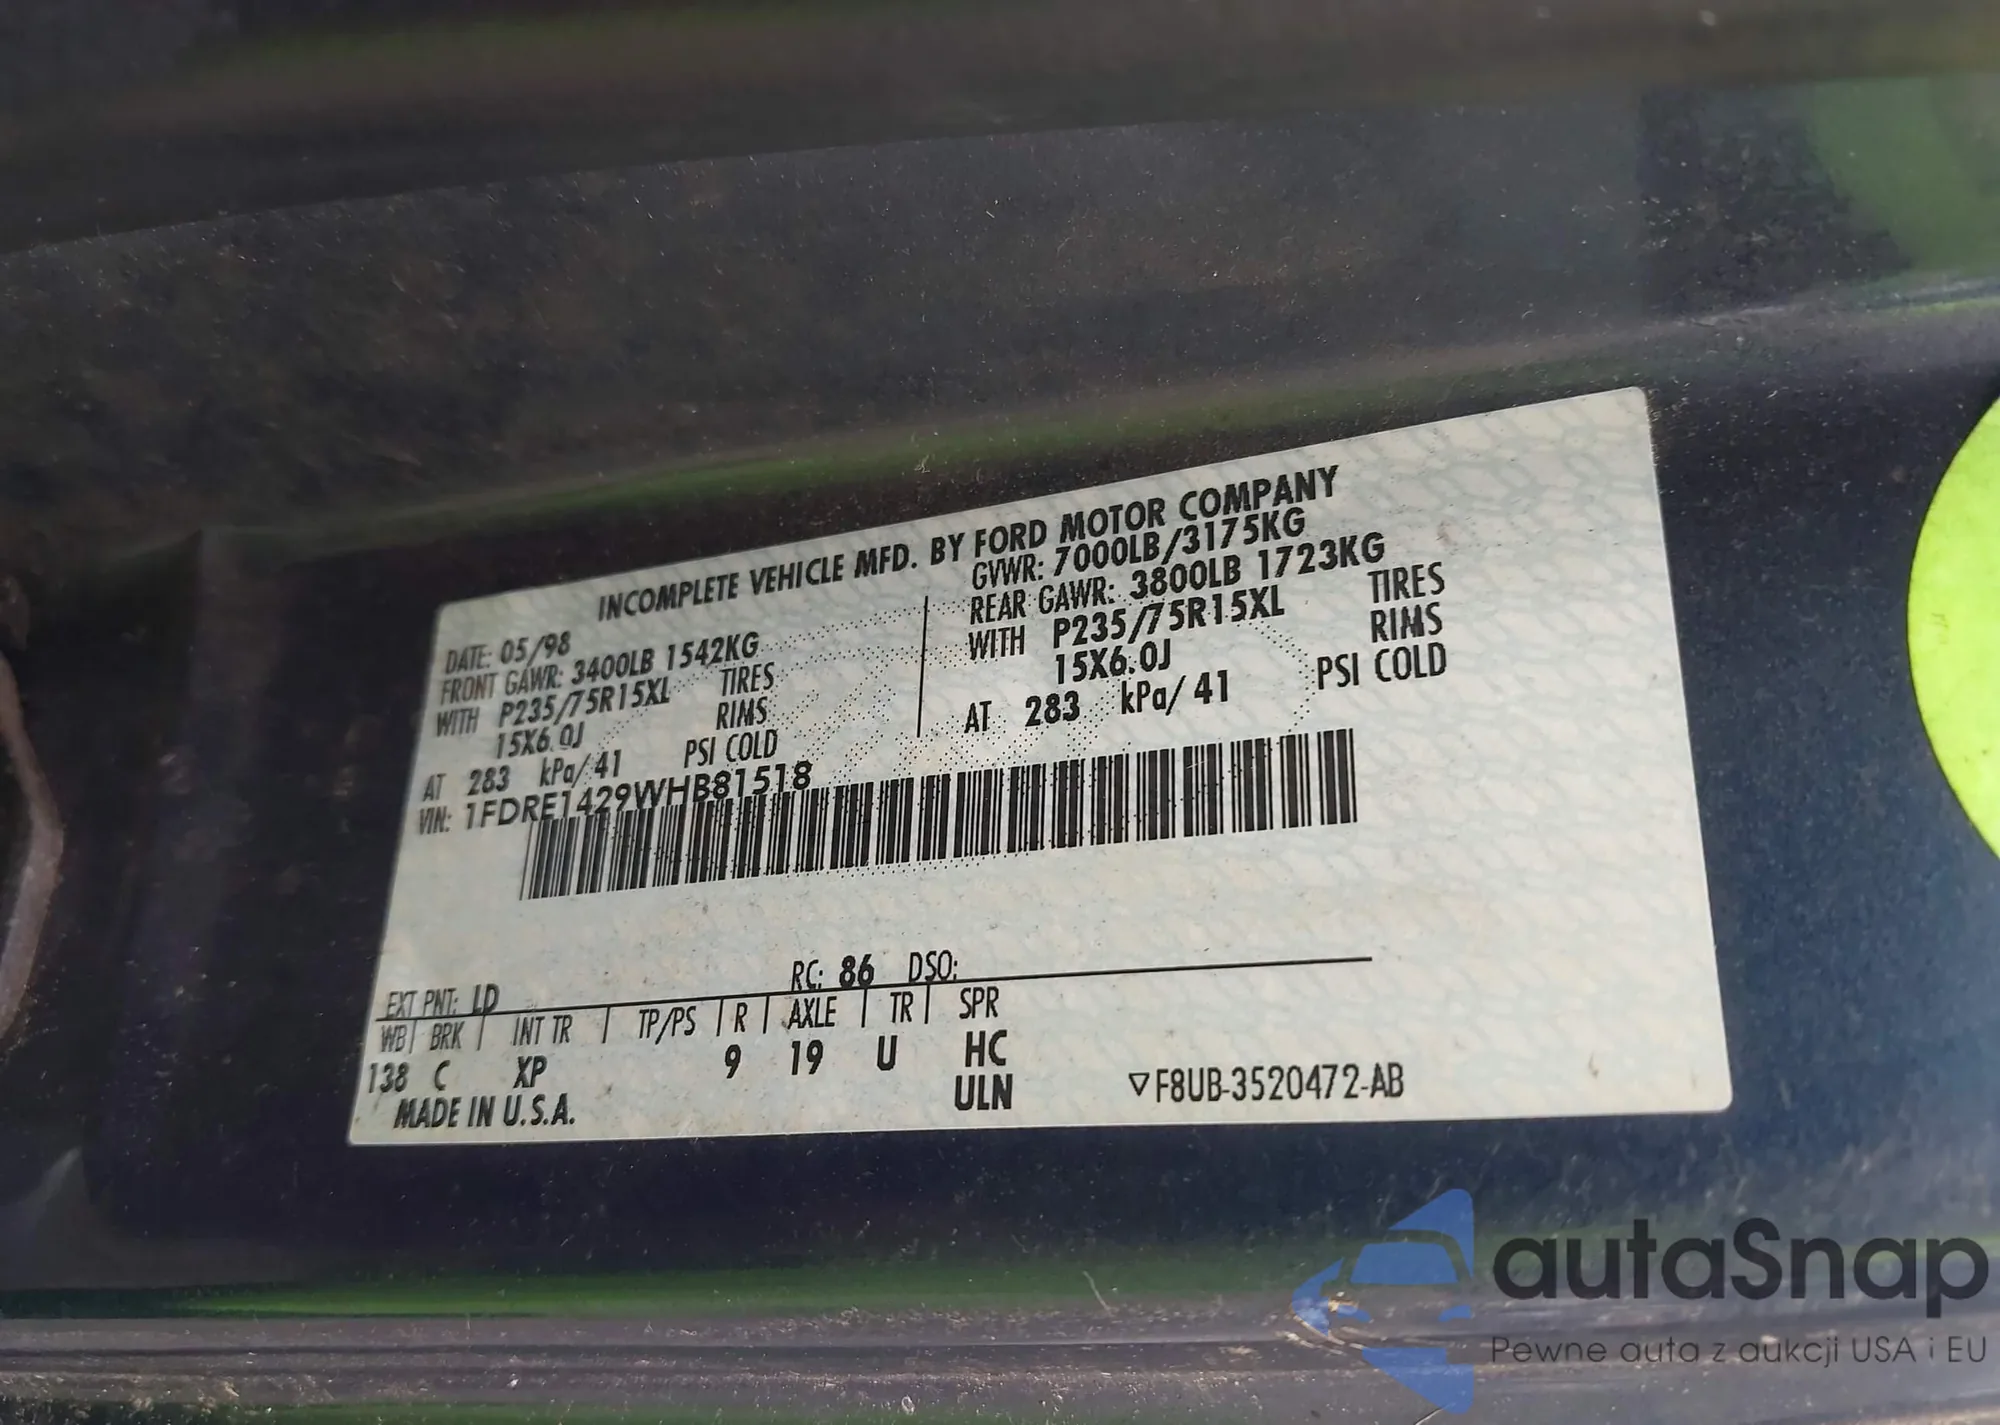 INCOMPLETE VEHICLE MFD. BY FORD MOTOR COMPANY
DATE: 05/98
GVWR: 7000LB/3175KG
FRONT GAWR: 3400LB 1542KG
REAR GAWR: 3800LB 1723KG
WITH P235/75R15XL TIRES
WITH P235/75R15XL TIRES
15X6.0J RIMS
15X6.0J RIMS
AT 283 kPa/41 PSI COLD
AT 283 kPa/41 PSI COLD
VIN: 1FDRE1429WHB81518
EXT PNT: LD RC: 86 DSO:
WB BRK INT TR TP/PS R AXLE TR SPR
138 C XP 9 19 U HC
ULN
MADE IN U.S.A.
▽F8UB-3520472-AB
autaSnap
Pewne auta z aukcji USA i EU